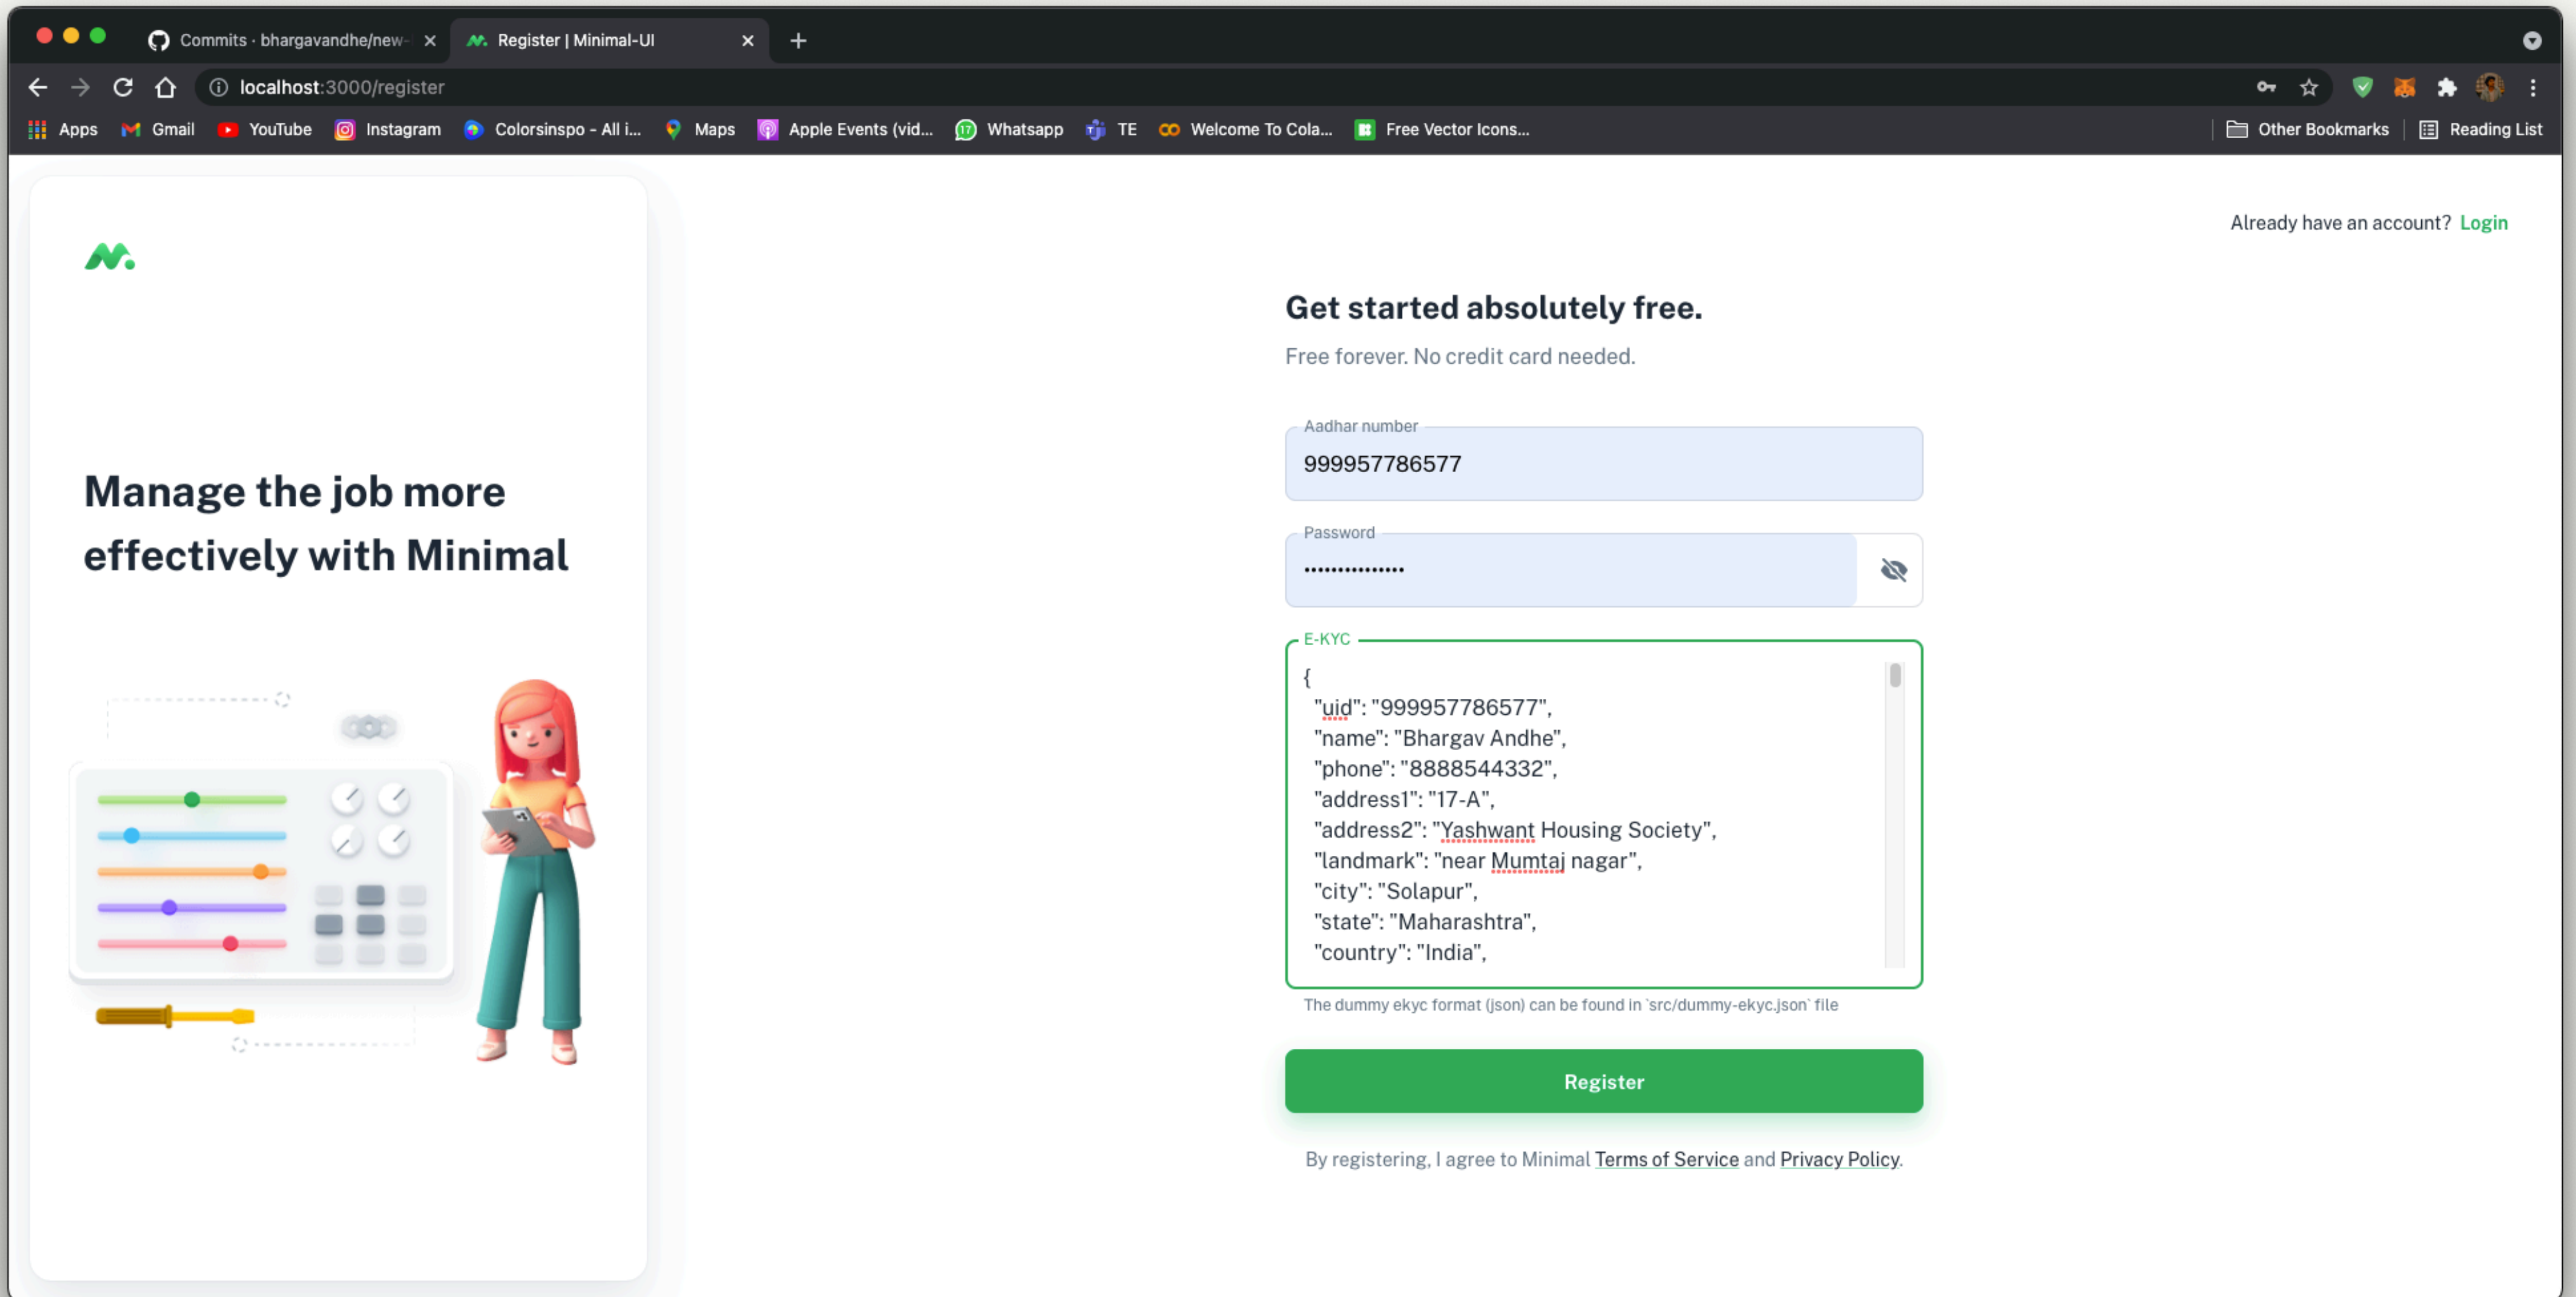 Commits · bhargavandhe/new-
Register | Minimal-UI
localhost:3000/register
Apps
Gmail
YouTube
Instagram
Colorsinspo - All i...
Maps
Apple Events (vid...
Whatsapp
TE
Welcome To Cola...
Free Vector Icons...
Other Bookmarks
Reading List
Already have an account? Login
Manage the job more
effectively with Minimal
Get started absolutely free.
Free forever. No credit card needed.
Aadhar number
999957786577
Password
•••••••••••••••
E-KYC
{
"uid": "999957786577",
"name": "Bhargav Andhe",
"phone": "8888544332",
"address1": "17-A",
"address2": "Yashwant Housing Society",
"landmark": "near Mumtaj nagar",
"city": "Solapur",
"state": "Maharashtra",
"country": "India",
The dummy ekyc format (json) can be found in `src/dummy-ekyc.json` file
Register
By registering, I agree to Minimal Terms of Service and Privacy Policy.